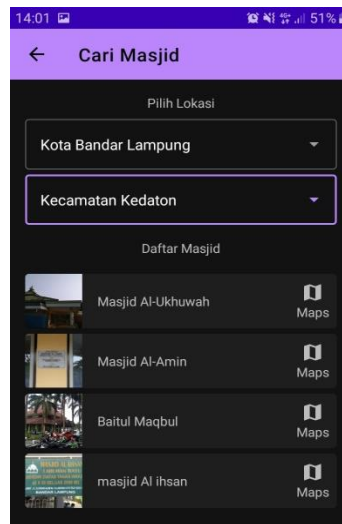 14:01 51%
Cari Masjid
Pilih Lokasi
Kota Bandar Lampung
Kecamatan Kedaton
Daftar Masjid
Masjid Al-Ukhuwah
Maps
Masjid Al-Amin
Maps
Baitul Maqbul
Maps
masjid Al ihsan
Maps